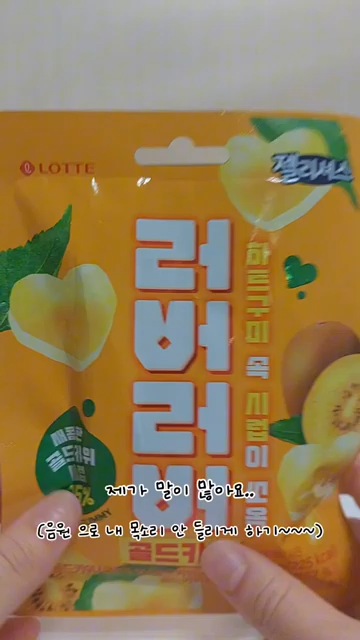 LOTTE
젤리셔스
러버러버
하트구미 속 시럽이 쏘옥
골드키위
제가 말이 많아요..
(음원 으로 내 목소리 안 들리게 하기~~~)